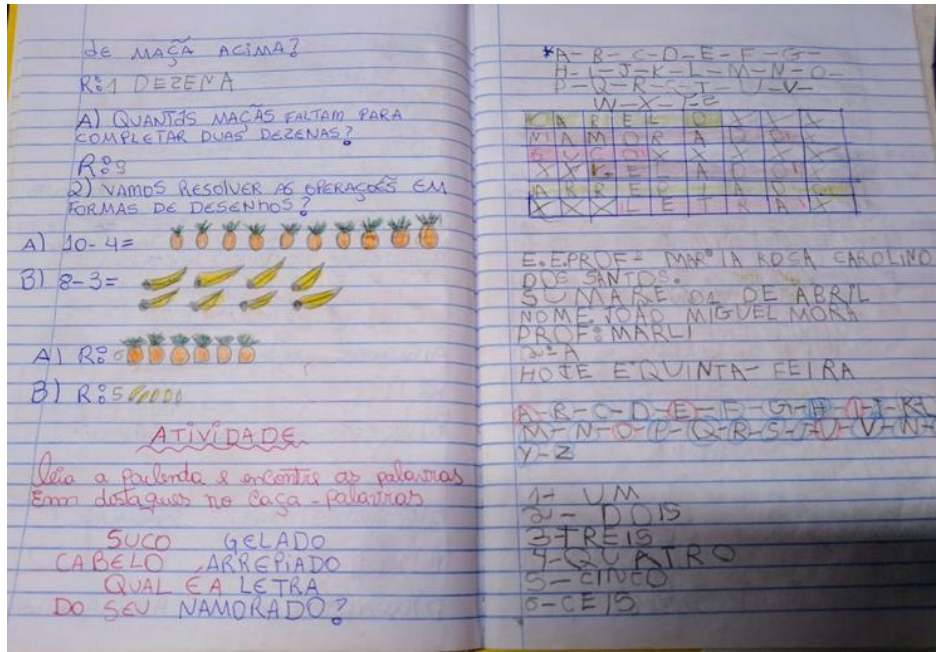 de MAÇÃ ACIMA?
R: 1 DEZENA
A) QUANTAS MAÇÃS FALTAM PARA
COMPLETAR DUAS DEZENAS?
R: 9
2) VAMOS RESOLVER AS OPERAÇÕES EM
FORMAS DE DESENHOS?
A) 10-4=
B) 8-3=
A) R: 6
B) R: 5
ATIVIDADE
leia a parlenda e encontre as palavras
Emm destaques no caça-palavras
SUCO GELADO
CABELO ARREPIADO
QUAL É A LETRA
DO SEU NAMORADO?
*A-B-C-D-E-F-G-
H-I-J-K-L-M-N-O-
P-Q-R-S-T-U-V-
W-X-Y-Z
C A B E L O X X X
N A M O R A D O X
S U C O X X X X X
X X G E L A D O X
A R R E P I A D O
X X X L E T R A X
E.E.PROFª MARIA ROSA CAROLINO
DOS SANTOS.
SUMARE 01 DE ABRIL
NOME JOÃO MIGUEL MORA
PROF: MARLI
2ª A
HOJE E QUINTA-FEIRA
A-B-C-D-E-F-G-H-I-J-K-L
M-N-O-P-Q-R-S-T-U-V-W-X
Y-Z
1- UM
2- DOIS
3-TREIS
4-QUATRO
5-CINCO
6-CEIS